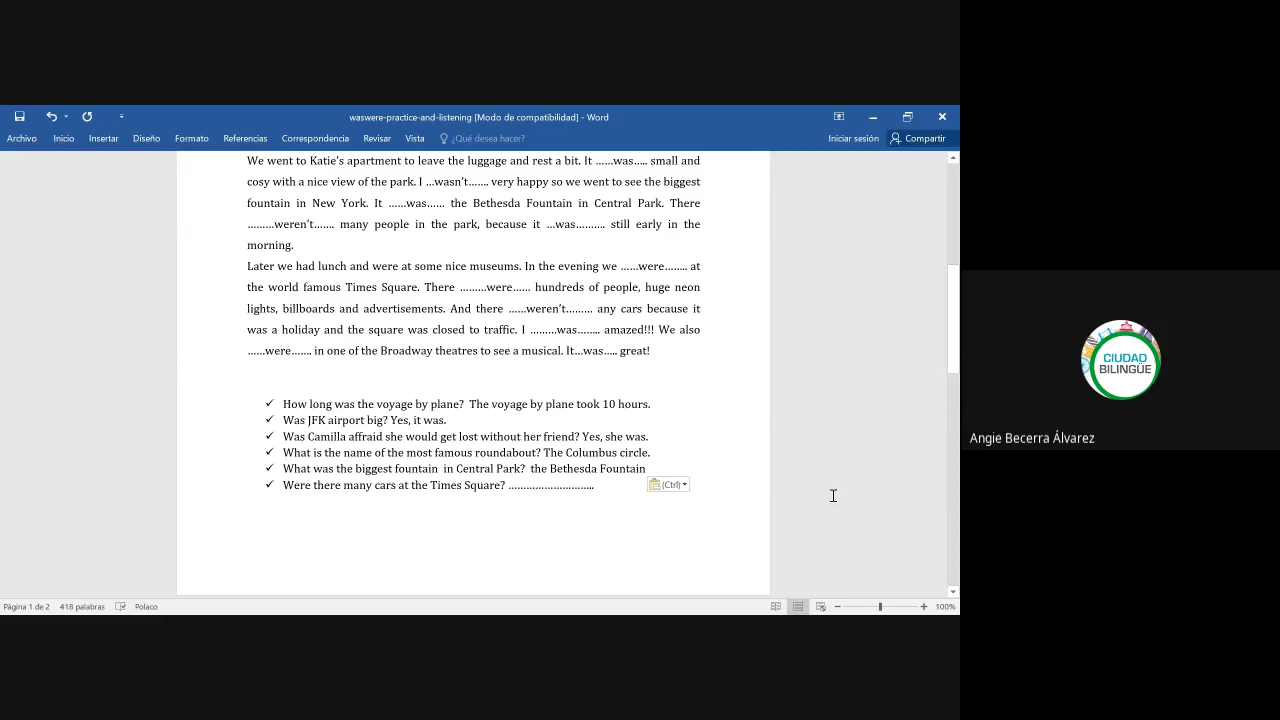 waswere-practice-and-listening [Modo de compatibilidad] - Word
Archivo Inicio Insertar Diseño Formato Referencias Correspondencia Revisar Vista ¿Qué desea hacer? Iniciar sesión Compartir
We went to Katie's apartment to leave the luggage and rest a bit. It ……was….. small and
cosy with a nice view of the park. I …wasn't……. very happy so we went to see the biggest
fountain in New York. It ……was…… the Bethesda Fountain in Central Park. There
………weren't……. many people in the park, because it …was………. still early in the
morning.
Later we had lunch and were at some nice museums. In the evening we ……were…….. at
the world famous Times Square. There ………were…… hundreds of people, huge neon
lights, billboards and advertisements. And there ……weren't……… any cars because it
was a holiday and the square was closed to traffic. I ………was…….. amazed!!! We also
……were……. in one of the Broadway theatres to see a musical. It…was….. great!
✓ How long was the voyage by plane? The voyage by plane took 10 hours.
✓ Was JFK airport big? Yes, it was.
✓ Was Camilla affraid she would get lost without her friend? Yes, she was.
✓ What is the name of the most famous roundabout? The Columbus circle.
✓ What was the biggest fountain in Central Park? the Bethesda Fountain
✓ Were there many cars at the Times Square? ………………………..
(Ctrl)
Página 1 de 2 418 palabras Polaco 100%
CIUDAD
BILINGÜE
Angie Becerra Álvarez